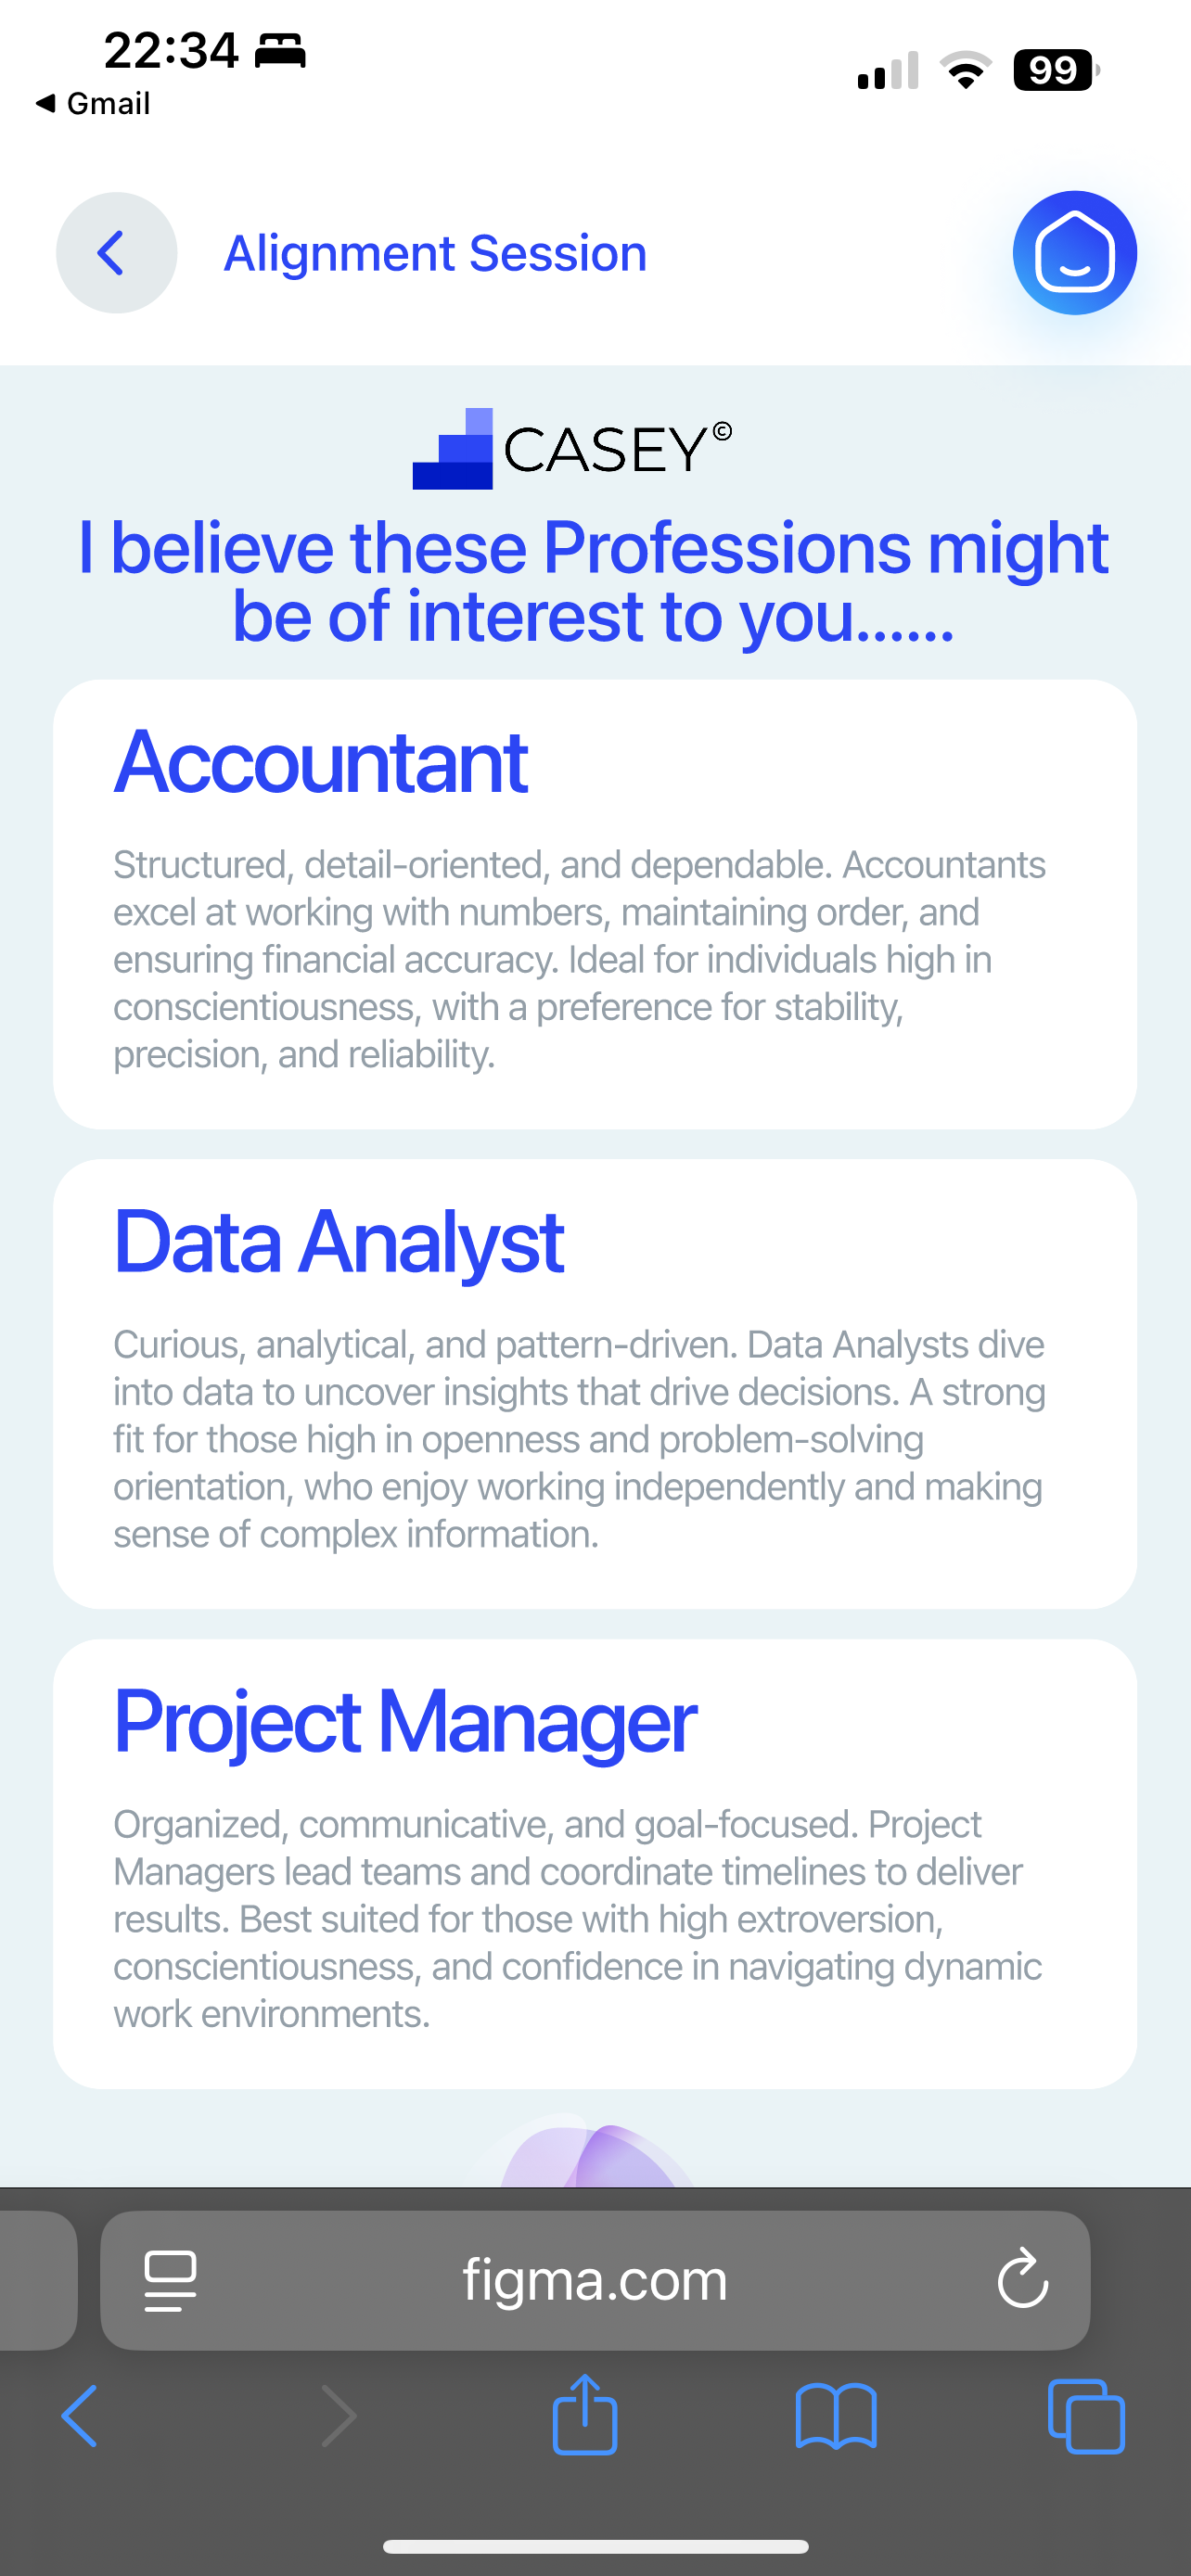 22:34
99
Gmail
Alignment Session
CASEY©
I believe these Professions might
be of interest to you......
Accountant
Structured, detail-oriented, and dependable. Accountants
excel at working with numbers, maintaining order, and
ensuring financial accuracy. Ideal for individuals high in
conscientiousness, with a preference for stability,
precision, and reliability.
Data Analyst
Curious, analytical, and pattern-driven. Data Analysts dive
into data to uncover insights that drive decisions. A strong
fit for those high in openness and problem-solving
orientation, who enjoy working independently and making
sense of complex information.
Project Manager
Organized, communicative, and goal-focused. Project
Managers lead teams and coordinate timelines to deliver
results. Best suited for those with high extroversion,
conscientiousness, and confidence in navigating dynamic
work environments.
figma.com